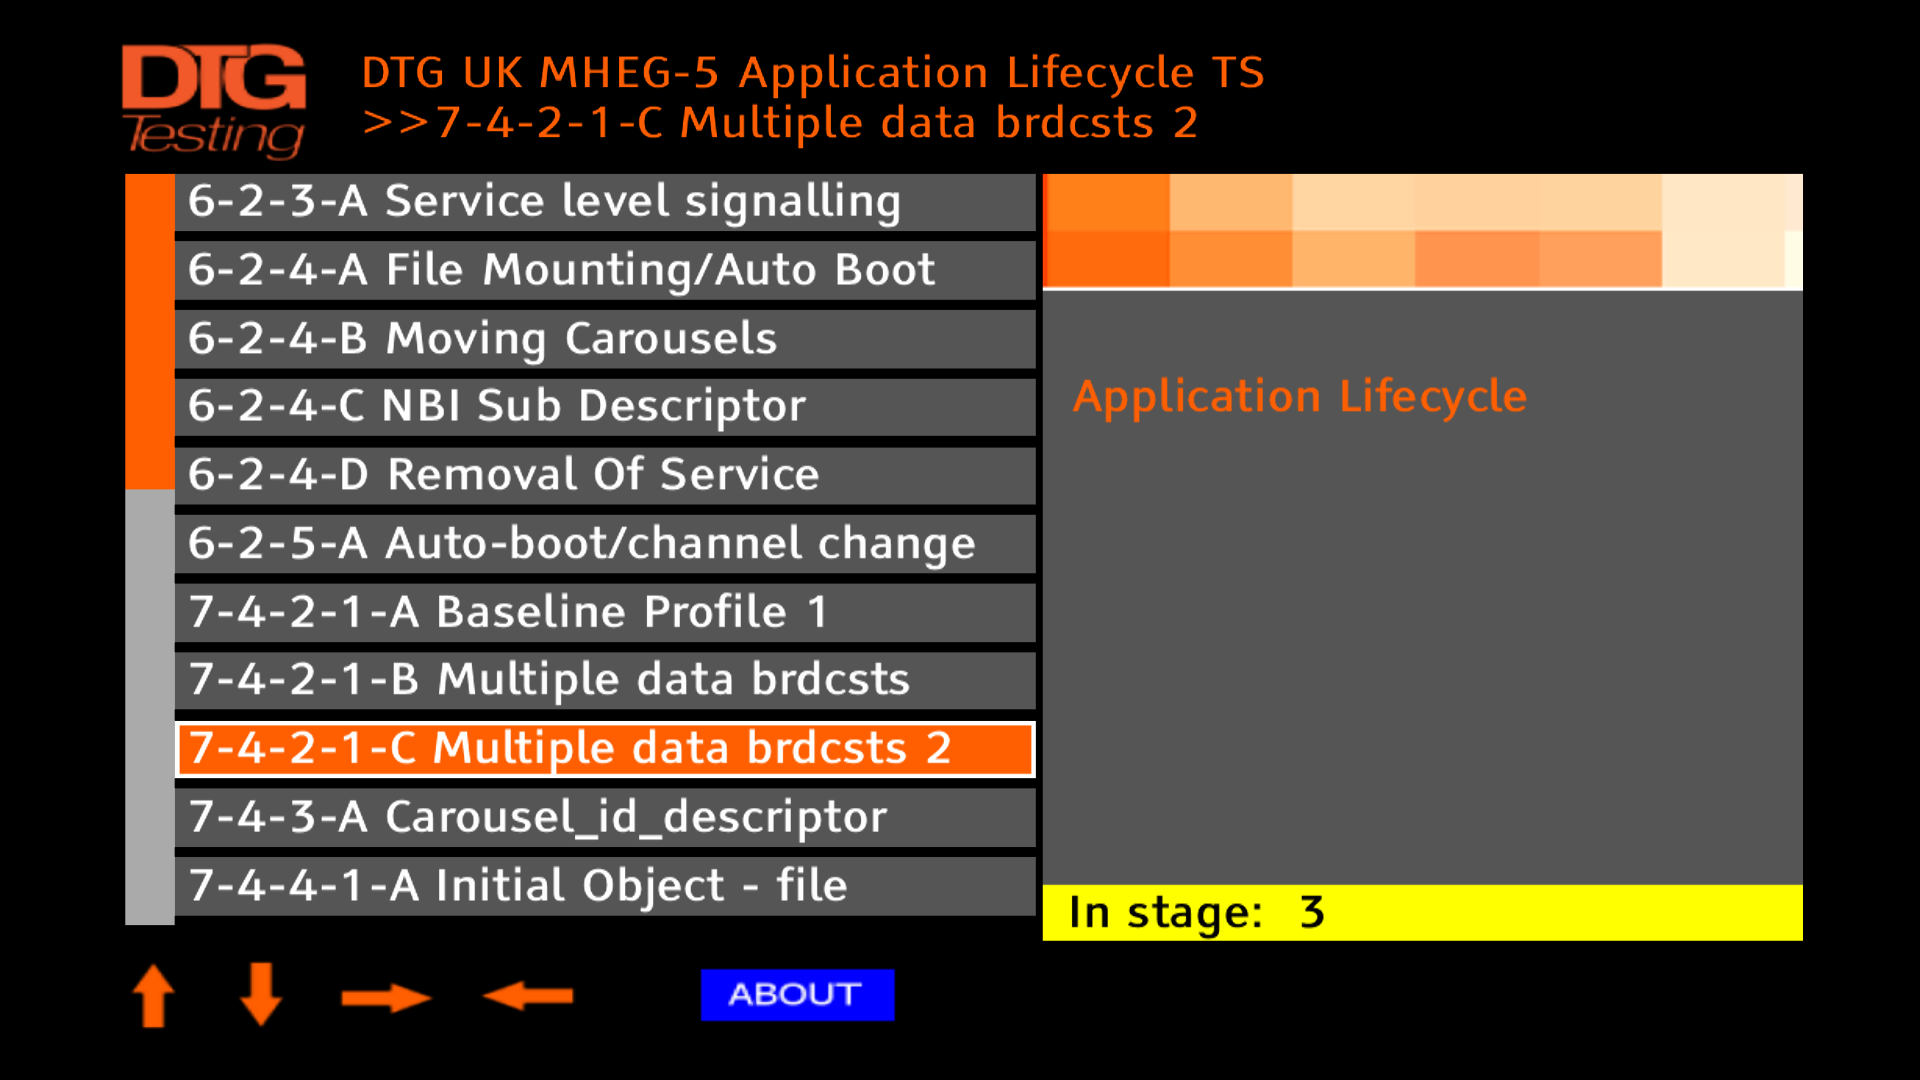 DTG
Testing
DTG UK MHEG-5 Application Lifecycle TS
>>7-4-2-1-C Multiple data brdcsts 2
6-2-3-A Service level signalling
6-2-4-A File Mounting/Auto Boot
6-2-4-B Moving Carousels
6-2-4-C NBI Sub Descriptor
6-2-4-D Removal Of Service
6-2-5-A Auto-boot/channel change
7-4-2-1-A Baseline Profile 1
7-4-2-1-B Multiple data brdcsts
7-4-2-1-C Multiple data brdcsts 2
7-4-3-A Carousel_id_descriptor
7-4-4-1-A Initial Object - file
Application Lifecycle
In stage: 3
ABOUT